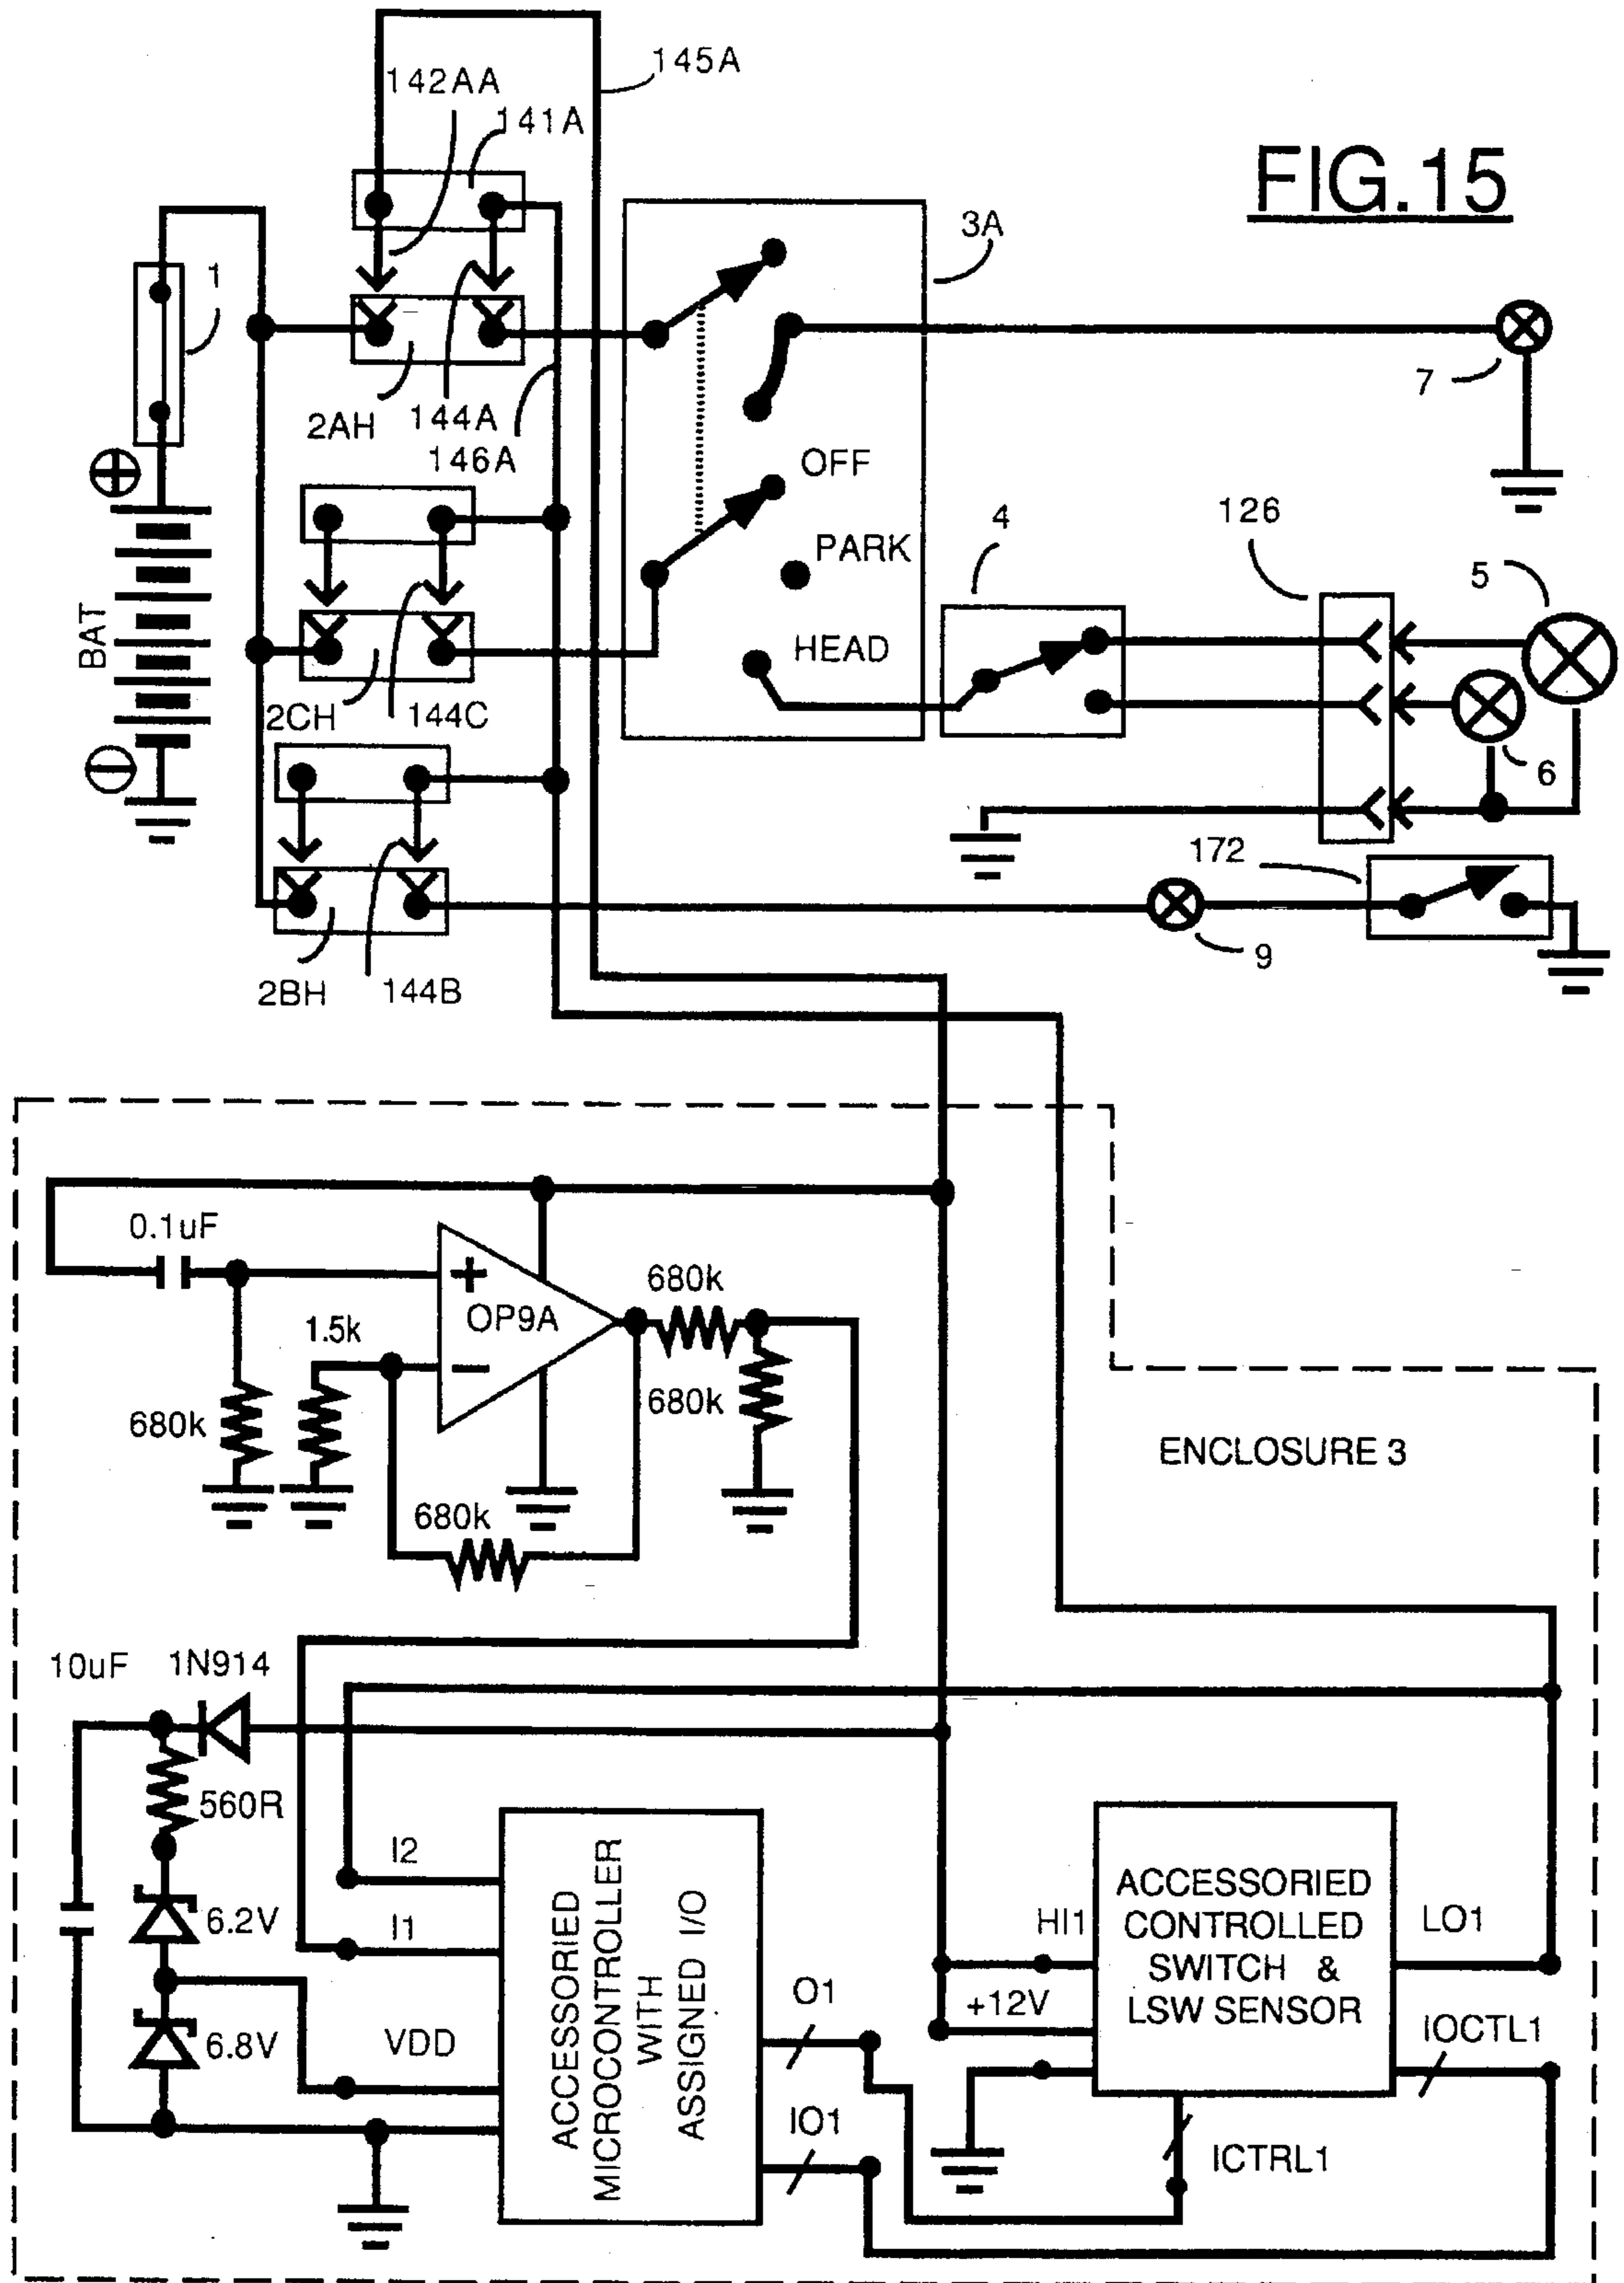 145A
142AA
141A
FIG.15
3A
1
7
2AH
144A
146A
OFF
PARK
HEAD
4
126
5
BAT
2CH
144C
6
172
9
2BH
144B
0.1uF
+
OP9A
−
1.5k
680k
680k
680k
680k
ENCLOSURE 3
10uF
1N914
560R
6.2V
6.8V
I2
I1
VDD
ACCESSORIED
MICROCONTROLLER
WITH
ASSIGNED I/O
O1
IO1
HI1
+12V
ACCESSORIED
CONTROLLED
SWITCH &
LSW SENSOR
LO1
IOCTL1
ICTRL1